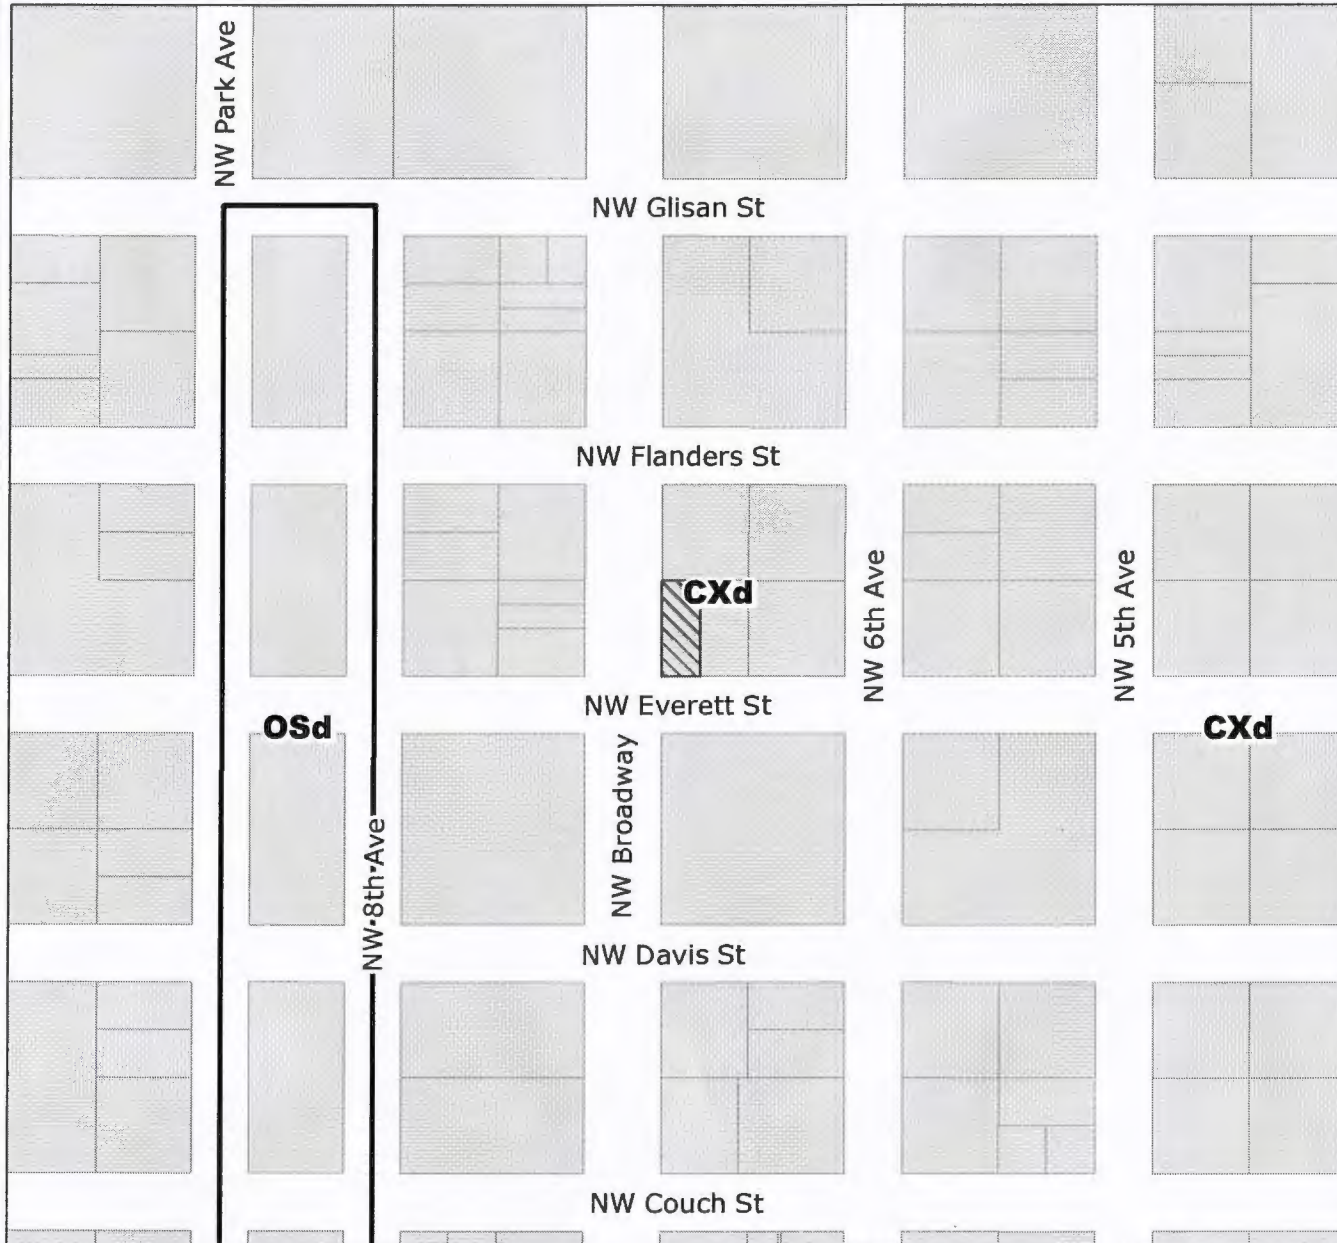 NW Park Ave
NW Glisan St
NW Flanders St
CXd
NW 6th Ave
NW 5th Ave
NW Everett St
OSd
CXd
NW Broadway
NW 8th Ave
NW Davis St
NW Couch St